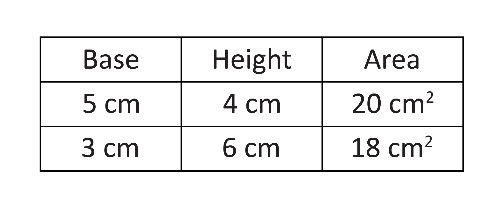 Base Height Area
5 cm 4 cm 20 cm²
3 cm 6 cm 18 cm²